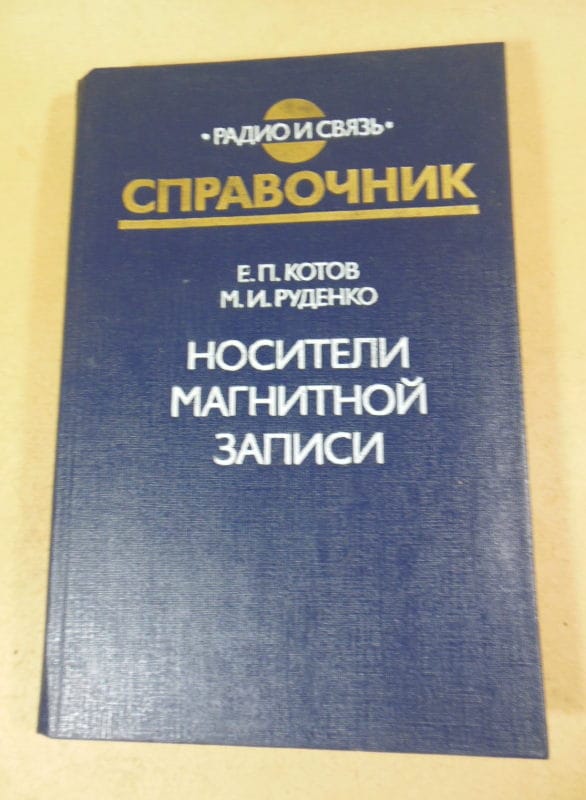 • РАДИО И СВЯЗЬ •
СПРАВОЧНИК
Е. П. КОТОВ
М. И. РУДЕНКО
НОСИТЕЛИ
МАГНИТНОЙ
ЗАПИСИ